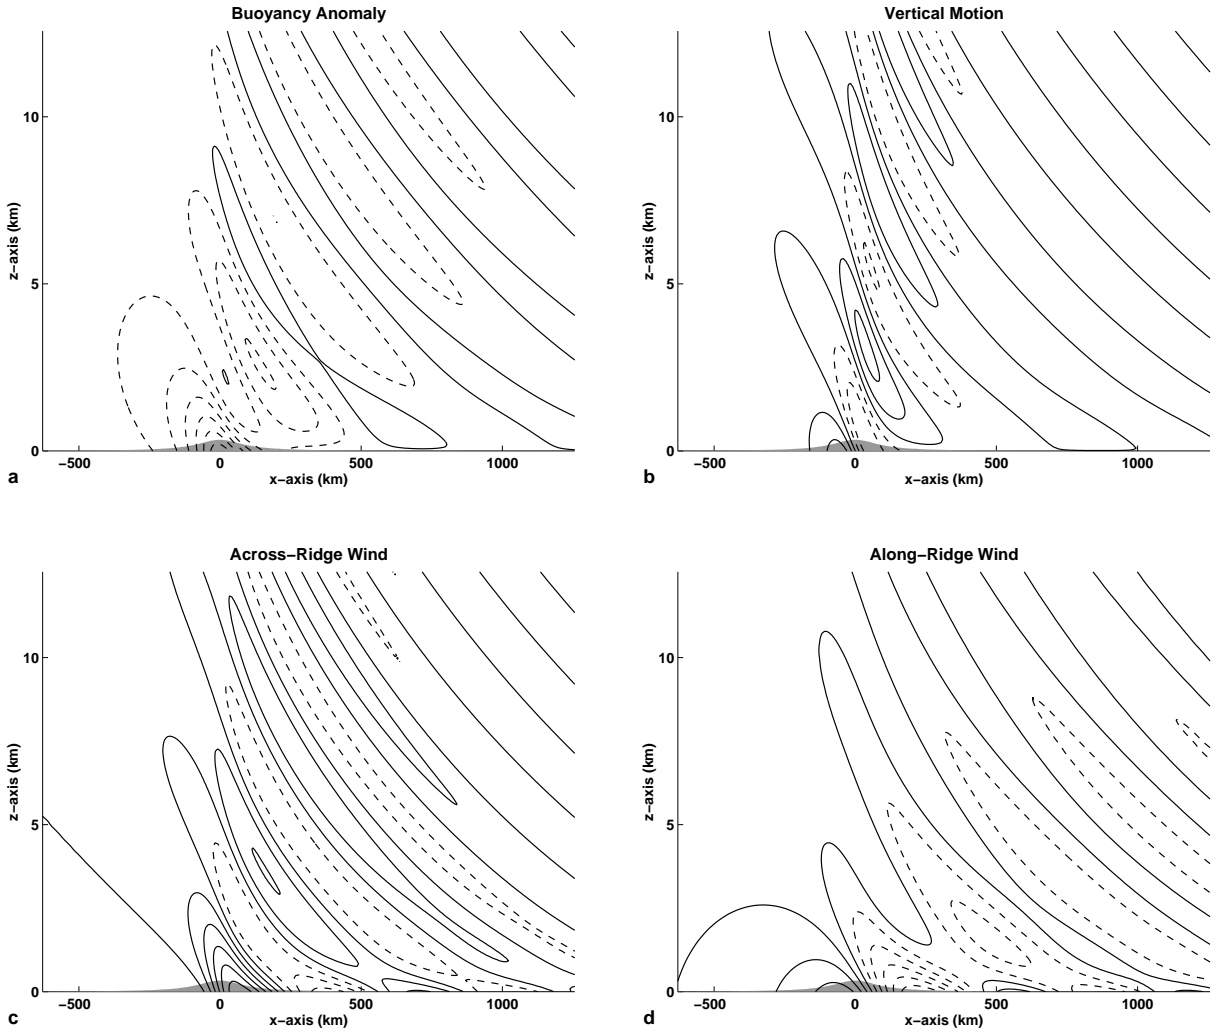 Buoyancy Anomaly
10
5
0
z−axis (km)
−500 0 500 1000
x−axis (km)
a
Vertical Motion
10
5
0
z−axis (km)
−500 0 500 1000
x−axis (km)
b
Across−Ridge Wind
10
5
0
z−axis (km)
−500 0 500 1000
x−axis (km)
c
Along−Ridge Wind
10
5
0
z−axis (km)
−500 0 500 1000
x−axis (km)
d